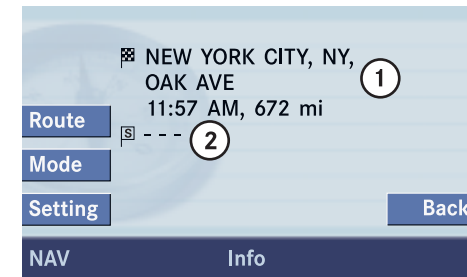 NEW YORK CITY, NY,
OAK AVE
11:57 AM, 672 mi
1
S - - -
2
Route
Mode
Setting
Back
NAV Info